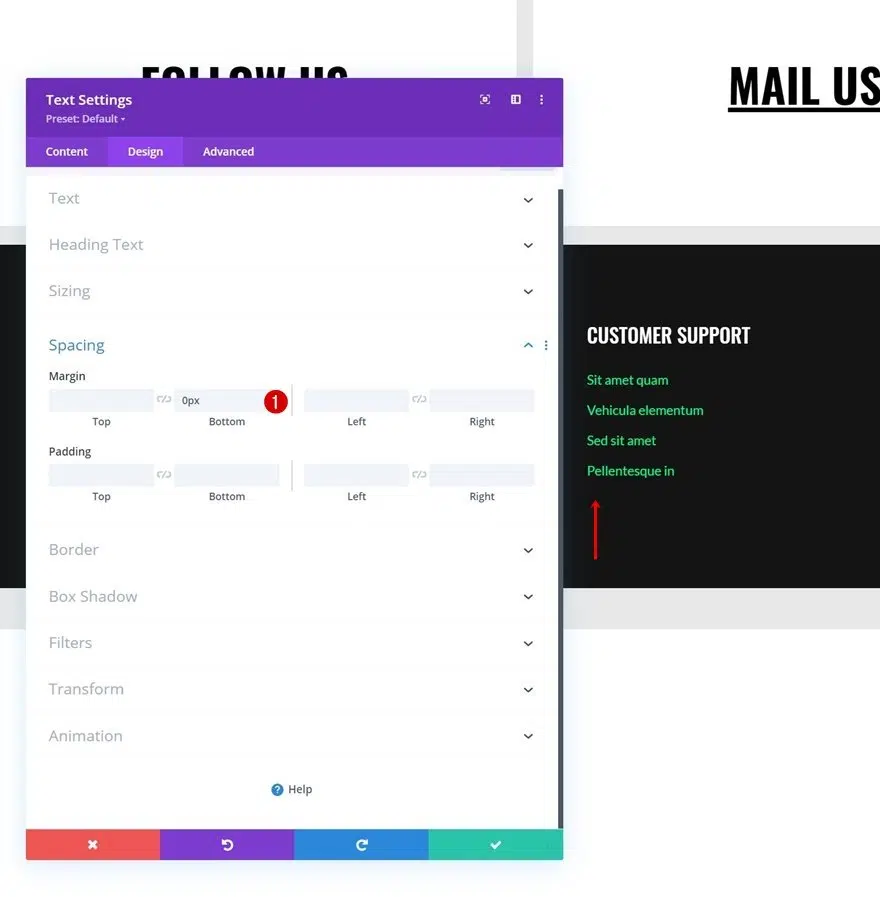 FOLLOW US
MAIL US
Text Settings
Preset: Default
Content Design Advanced
Text
Heading Text
Sizing
Spacing
Margin
0px 1
Top Bottom Left Right
Padding
Top Bottom Left Right
Border
Box Shadow
Filters
Transform
Animation
? Help
CUSTOMER SUPPORT
Sit amet quam
Vehicula elementum
Sed sit amet
Pellentesque in